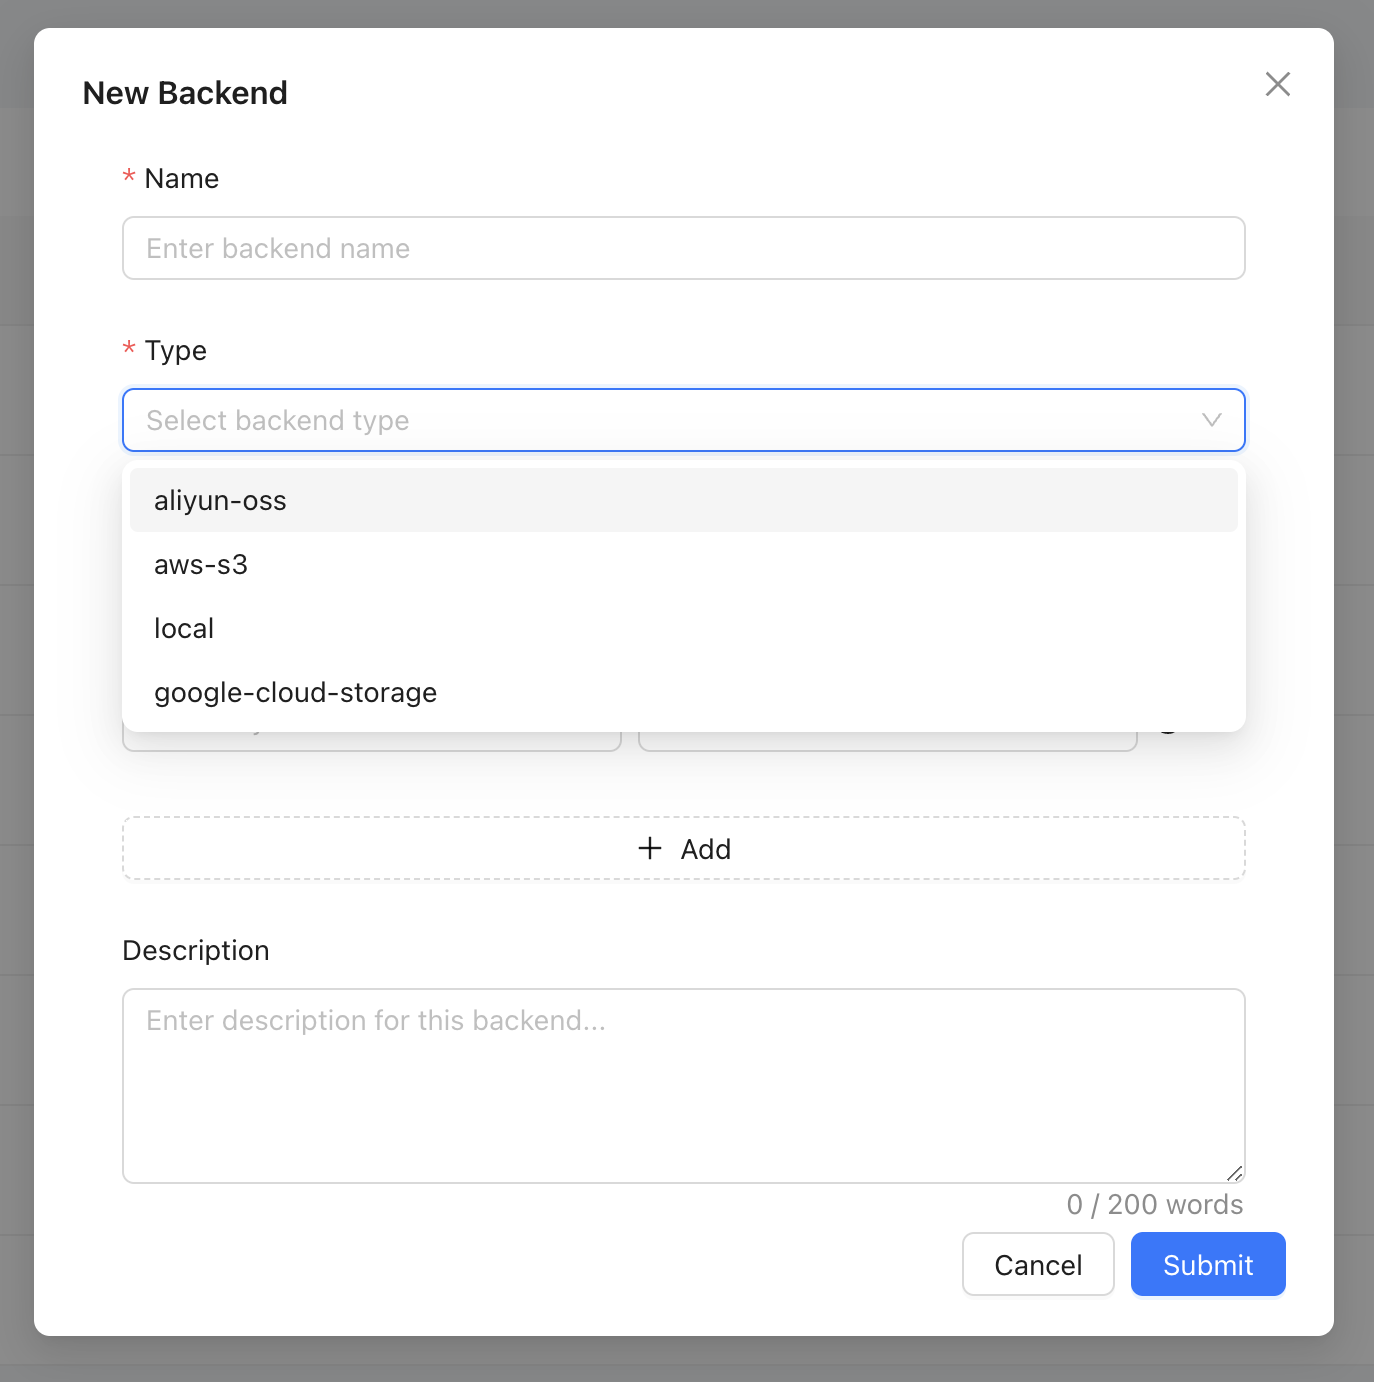 New Backend
* Name
Enter backend name
* Type
Select backend type
aliyun-oss
aws-s3
local
google-cloud-storage
Add
Description
Enter description for this backend...
0 / 200 words
Cancel
Submit